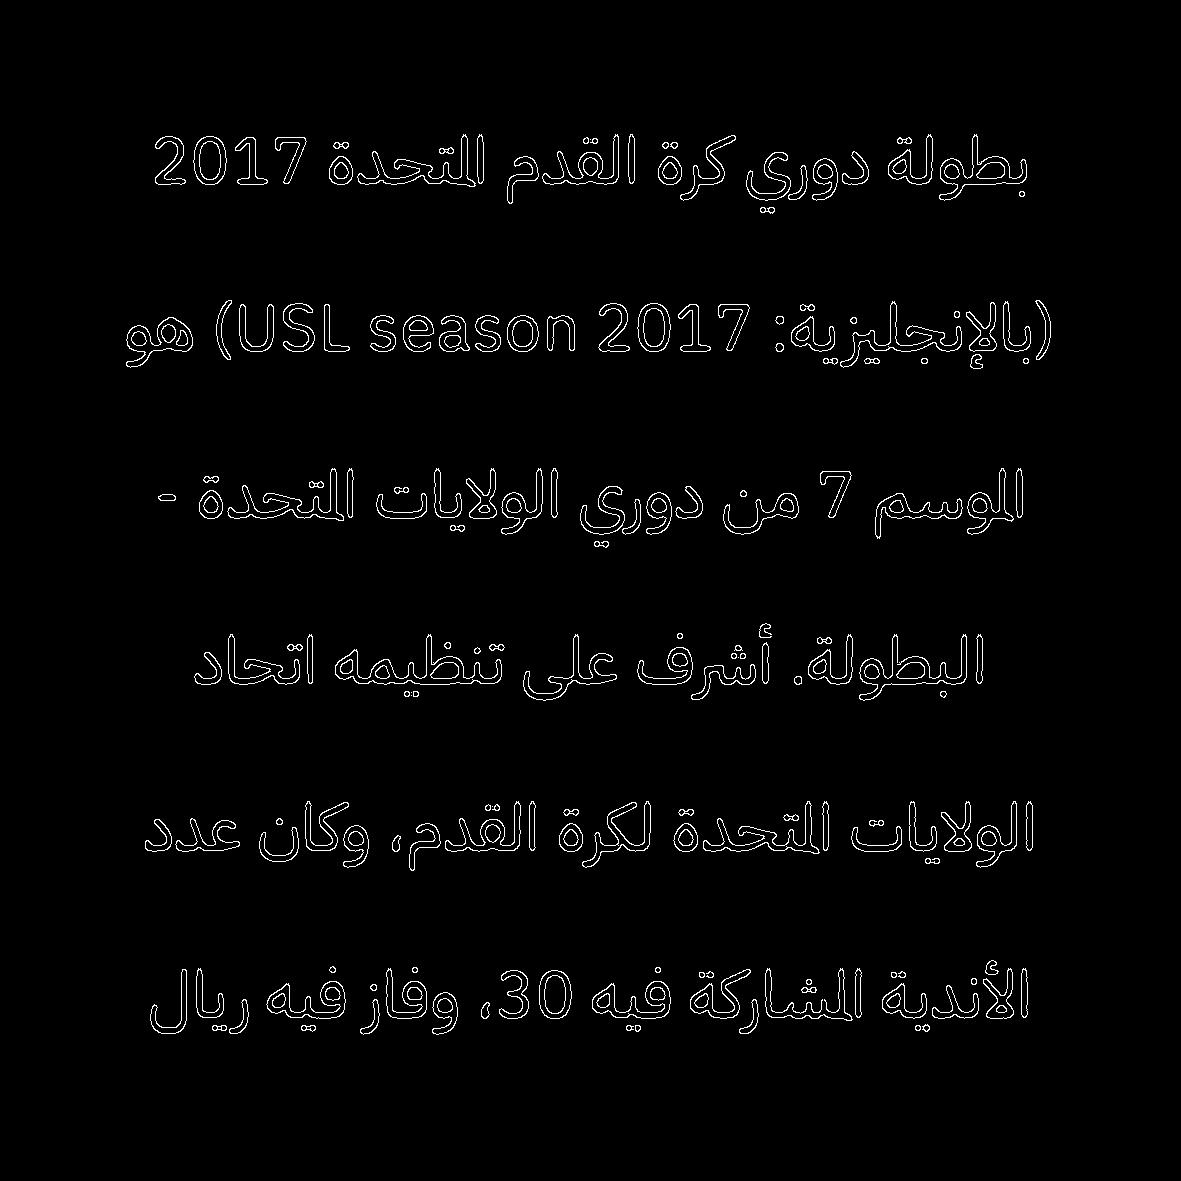 بطولة دوري كرة القدم المتحدة 2017
(بالإنجليزية: 2017 USL season) هو
الموسم 7 من دوري الولايات المتحدة -
البطولة. أشرف على تنظيمه اتحاد
الولايات المتحدة لكرة القدم، وكان عدد
الأندية المشاركة فيه 30، وفاز فيه ريال